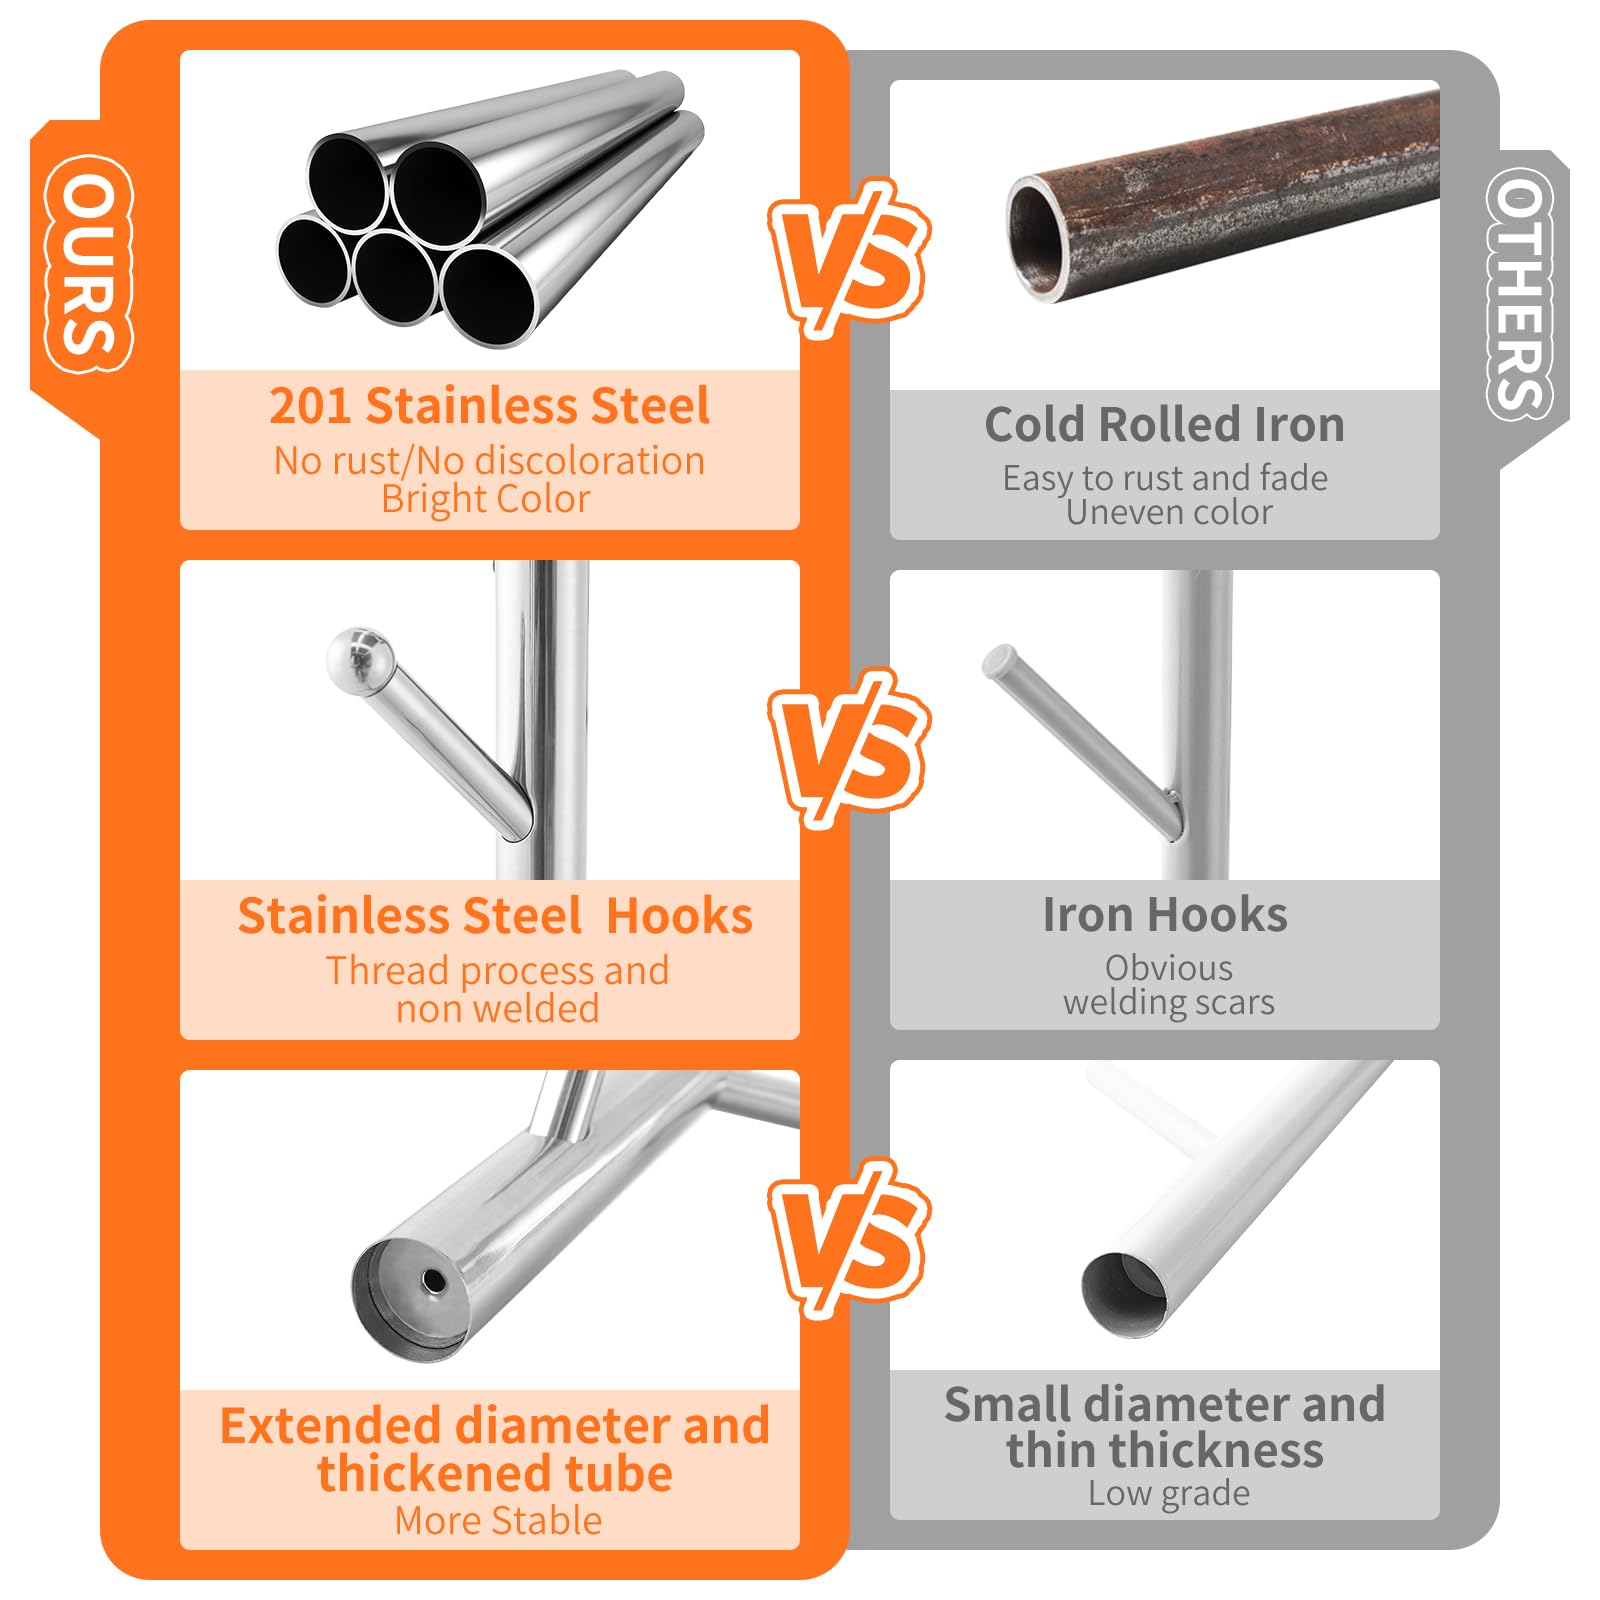 OURS
OTHERS
VS
201 Stainless Steel
No rust/No discoloration
Bright Color
Cold Rolled Iron
Easy to rust and fade
Uneven color
VS
Stainless Steel  Hooks
Thread process and
non welded
Iron Hooks
Obvious
welding scars
VS
Extended diameter and
thickened tube
More Stable
Small diameter and
thin thickness
Low grade